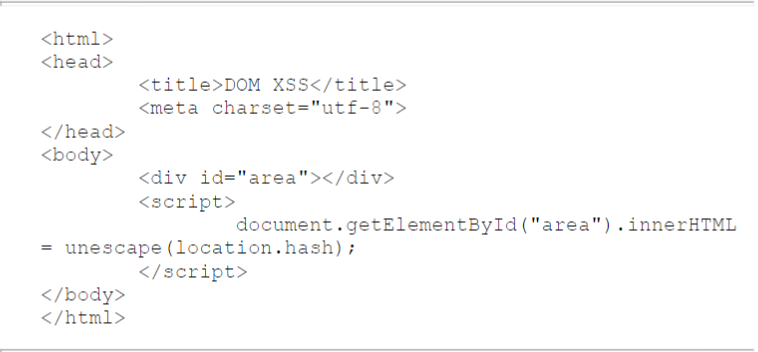 <html>
<head>
<title>DOM XSS</title>
<meta charset="utf-8">
</head>
<body>
<div id="area"></div>
<script>
document.getElementById("area").innerHTML
= unescape(location.hash);
</script>
</body>
</html>